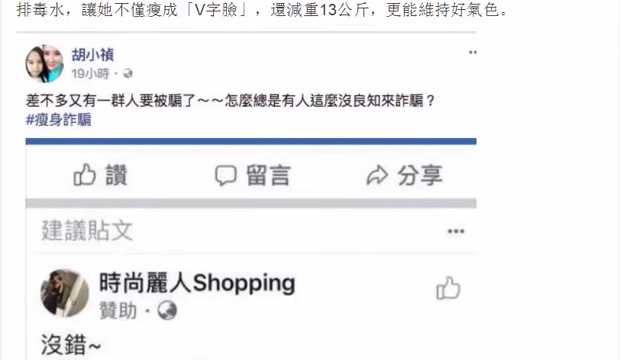 排毒水，讓她不僅瘦成「V字臉」，還減重13公斤，更能維持好氣色。
胡小禎
19小時·
差不多又有一群人要被騙了～～怎麼總是有人這麼沒良知來詐騙？
#瘦身詐騙
讚 留言 分享
建議貼文
時尚麗人Shopping
贊助·
沒錯~